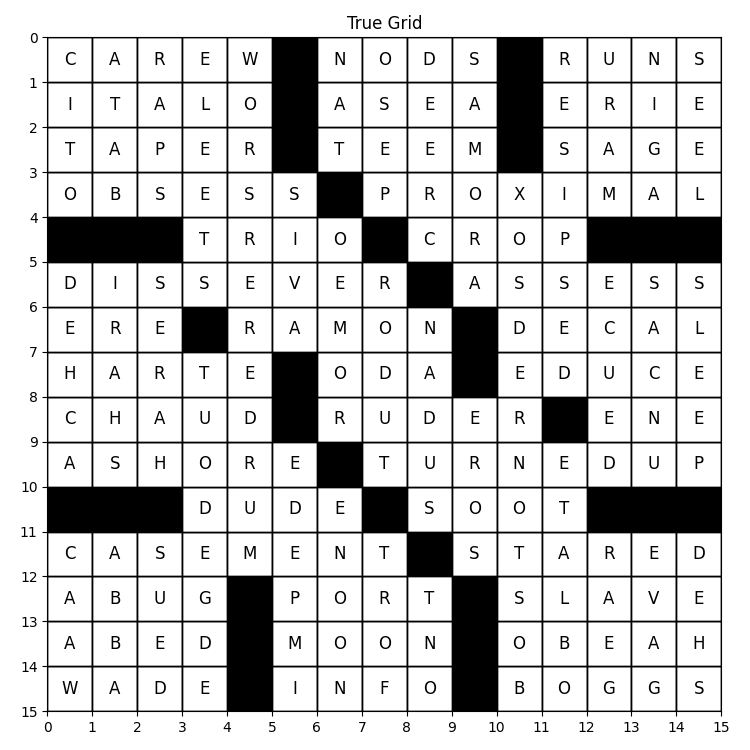 True Grid
0 C A R E W N O D S R U N S
1 I T A L O A S E A E R I E
2 T A P E R T E E M S A G E
3 O B S E S S P R O X I M A L
4 T R I O C R O P
5 D I S S E V E R A S S E S S
6 E R E R A M O N D E C A L
7 H A R T E O D A E D U C E
8 C H A U D R U D E R E N E
9 A S H O R E T U R N E D U P
10 D U D E S O O T
11 C A S E M E N T S T A R E D
12 A B U G P O R T S L A V E
13 A B E D M O O N O B E A H
14 W A D E I N F O B O G G S
15
0 1 2 3 4 5 6 7 8 9 10 11 12 13 14 15